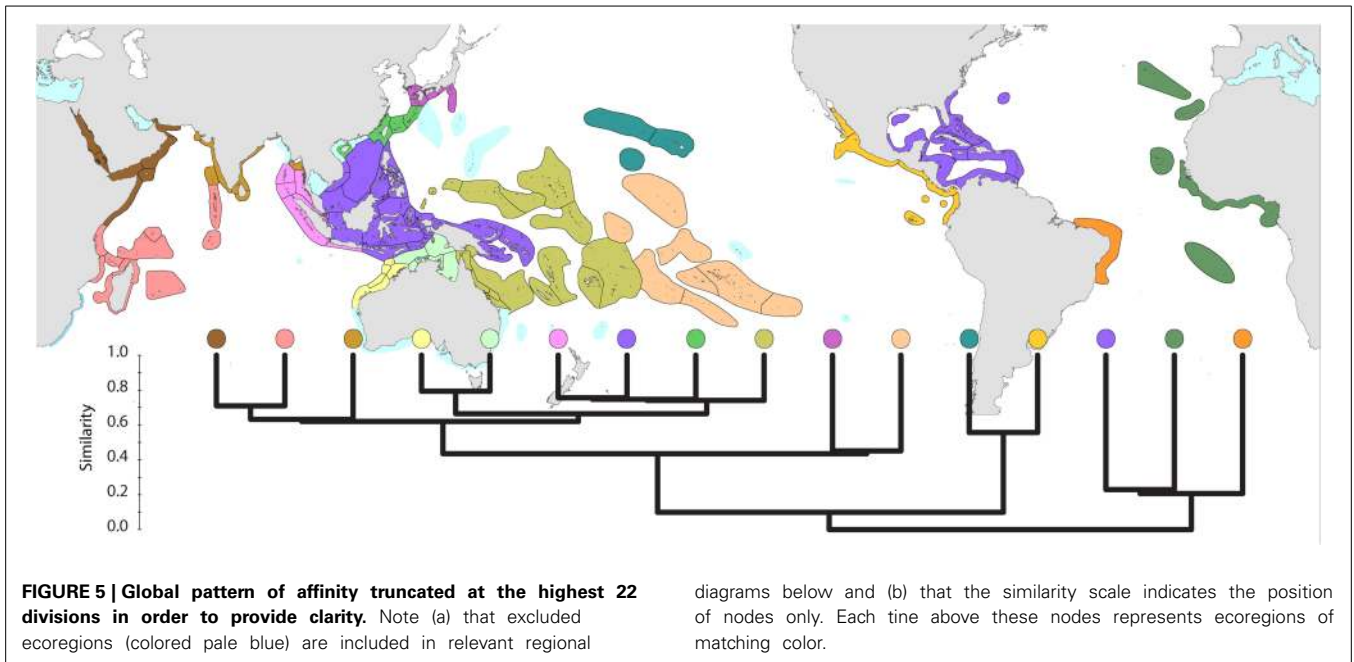 1.0
0.8
0.6
0.4
0.2
0.0
Similarity
FIGURE 5 | Global pattern of affinity truncated at the highest 22
divisions in order to provide clarity. Note (a) that excluded
ecoregions (colored pale blue) are included in relevant regional
diagrams below and (b) that the similarity scale indicates the position
of nodes only. Each tine above these nodes represents ecoregions of
matching color.